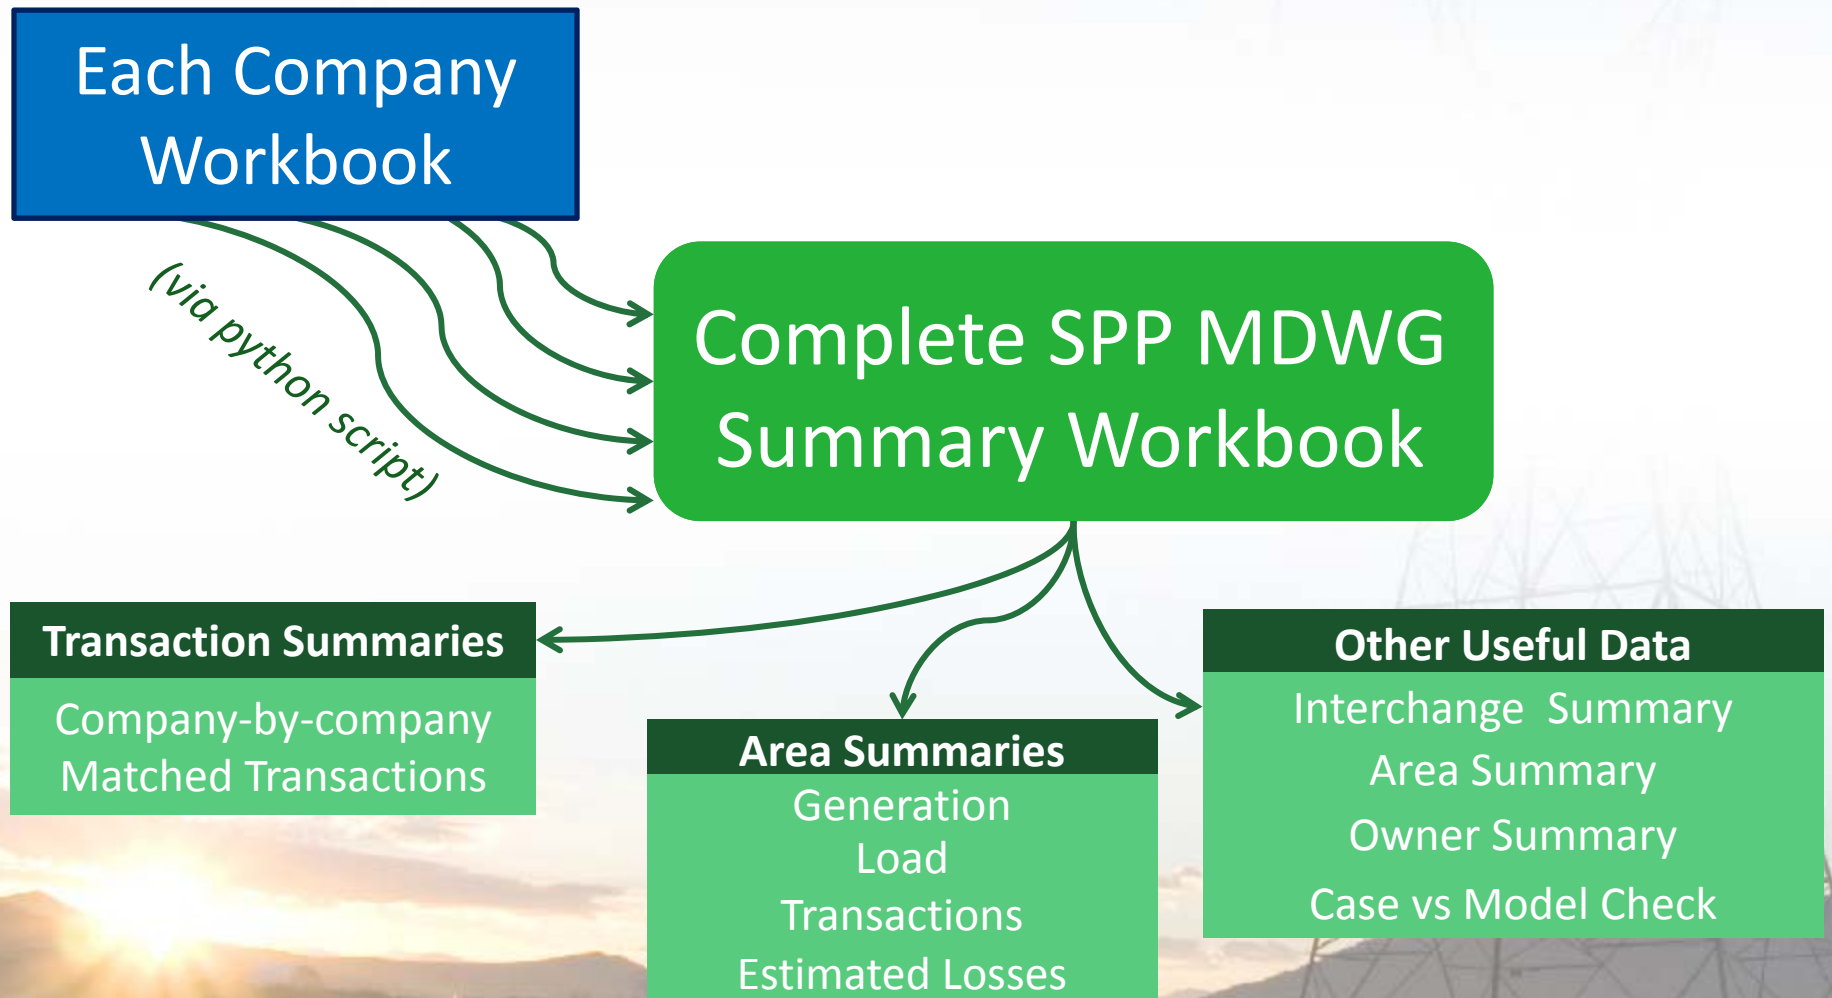 Each Company
Workbook
(via python script)
Complete SPP MDWG
Summary Workbook
Transaction Summaries
Company-by-company
Matched Transactions
Area Summaries
Generation
Load
Transactions
Estimated Losses
Other Useful Data
Interchange  Summary
Area Summary
Owner Summary
Case vs Model Check